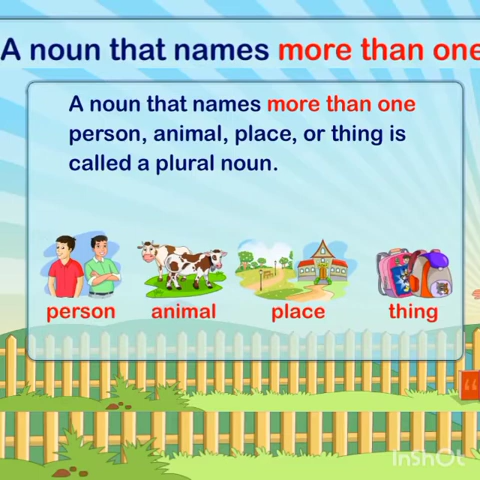 A noun that names more than one
A noun that names more than one
person, animal, place, or thing is
called a plural noun.
person animal place thing
InShOt